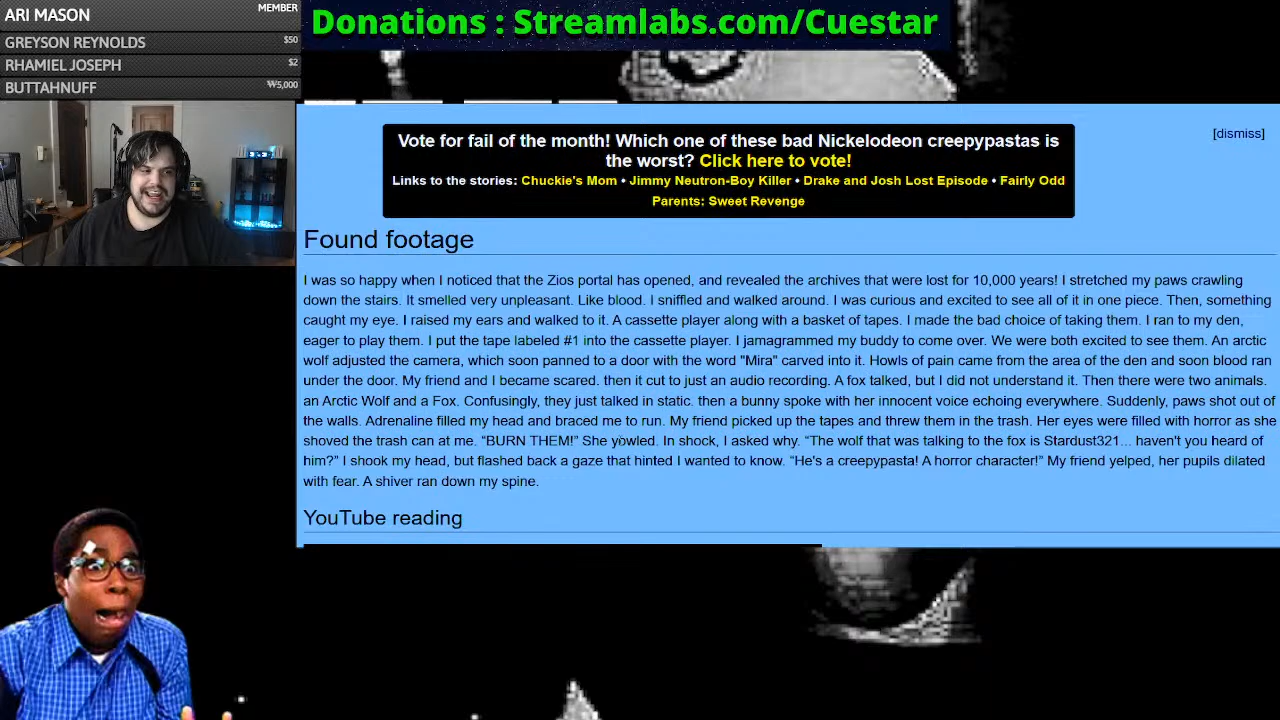 ARI MASON MEMBER
GREYSON REYNOLDS $50
RHAMIEL JOSEPH $2
BUTTAHNUFF ₩5,000
Donations : Streamlabs.com/Cuestar
Vote for fail of the month! Which one of these bad Nickelodeon creepypastas is
the worst? Click here to vote!
[dismiss]
Links to the stories: Chuckie's Mom • Jimmy Neutron-Boy Killer • Drake and Josh Lost Episode • Fairly Odd
Parents: Sweet Revenge
Found footage
I was so happy when I noticed that the Zios portal has opened, and revealed the archives that were lost for 10,000 years! I stretched my paws crawling
down the stairs. It smelled very unpleasant. Like blood. I sniffled and walked around. I was curious and excited to see all of it in one piece. Then, something
caught my eye. I raised my ears and walked to it. A cassette player along with a basket of tapes. I made the bad choice of taking them. I ran to my den,
eager to play them. I put the tape labeled #1 into the cassette player. I jamagrammed my buddy to come over. We were both excited to see them. An arctic
wolf adjusted the camera, which soon panned to a door with the word "Mira" carved into it. Howls of pain came from the area of the den and soon blood ran
under the door. My friend and I became scared. then it cut to just an audio recording. A fox talked, but I did not understand it. Then there were two animals.
an Arctic Wolf and a Fox. Confusingly, they just talked in static. then a bunny spoke with her innocent voice echoing everywhere. Suddenly, paws shot out of
the walls. Adrenaline filled my head and braced me to run. My friend picked up the tapes and threw them in the trash. Her eyes were filled with horror as she
shoved the trash can at me. “BURN THEM!” She yowled. In shock, I asked why. “The wolf that was talking to the fox is Stardust321... haven't you heard of
him?” I shook my head, but flashed back a gaze that hinted I wanted to know. “He's a creepypasta! A horror character!” My friend yelped, her pupils dilated
with fear. A shiver ran down my spine.
YouTube reading